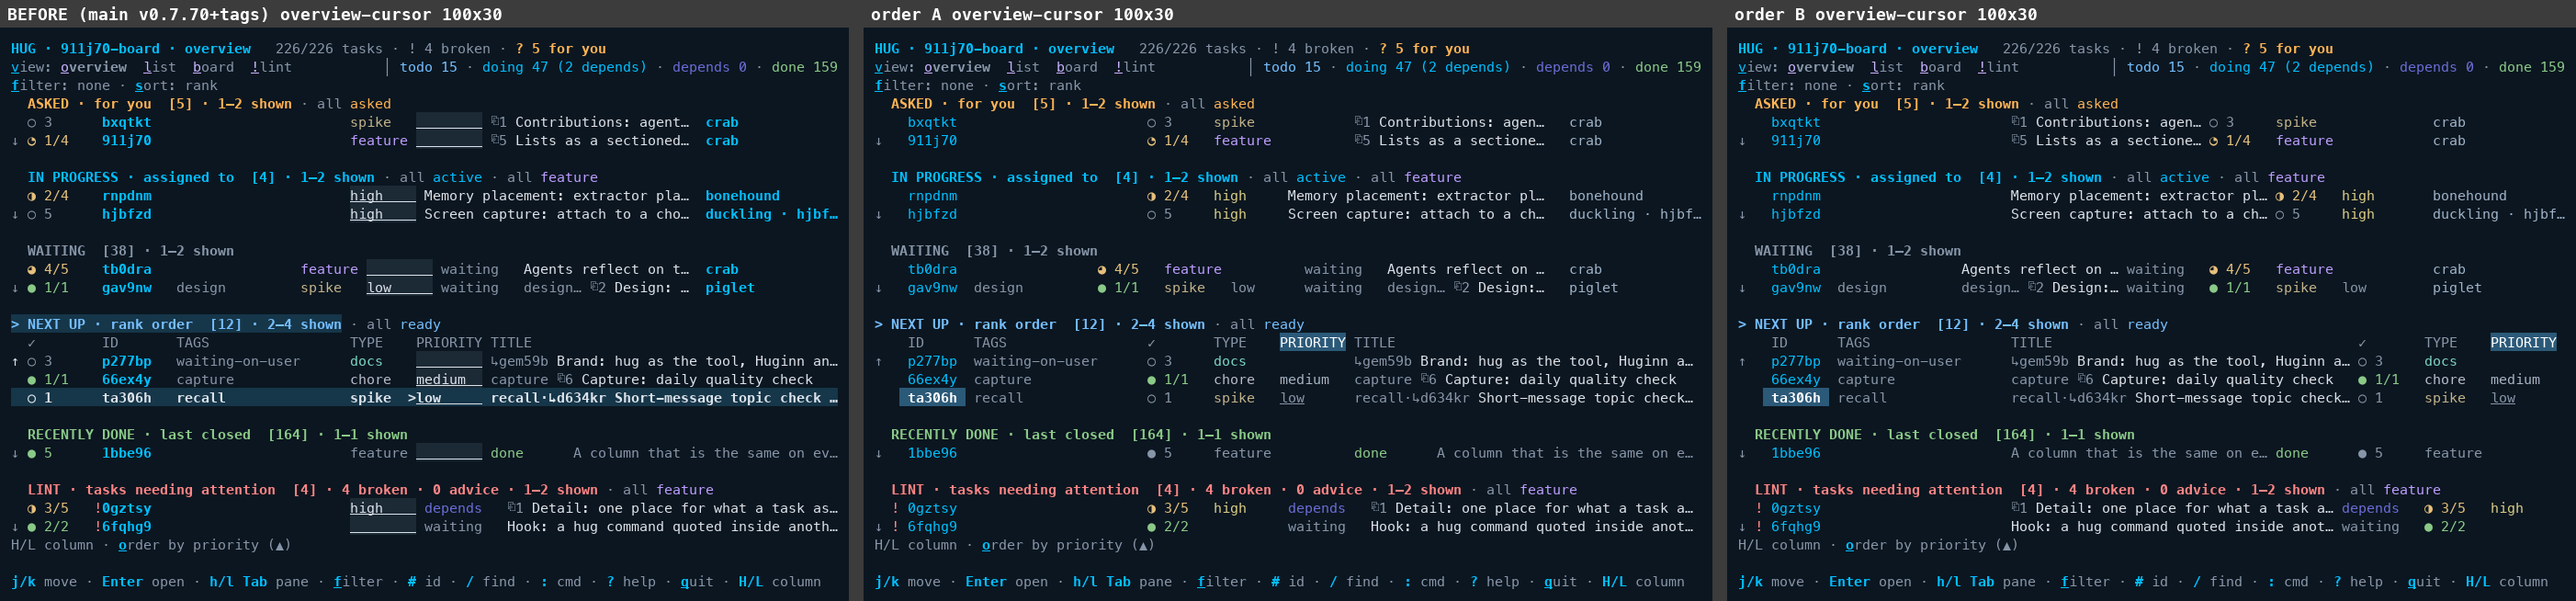 BEFORE (main v0.7.70+tags) overview-cursor 100x30
HUG · 911j70-board · overview   226/226 tasks · ! 4 broken · ? 5 for you
view: overview  list  board  !lint   │ todo 15 · doing 47 (2 depends) · depends 0 · done 159
filter: none · sort: rank
ASKED · for you  [5] · 1–2 shown · all asked
○ 3    bxqtkt    spike    ⎗1 Contributions: agent…  crab
↓ ◔ 1/4    911j70    feature    ⎗5 Lists as a sectioned…  crab
IN PROGRESS · assigned to  [4] · 1–2 shown · all active · all feature
◑ 2/4    rnpdnm    high    Memory placement: extractor pla…  bonehound
↓ ○ 5    hjbfzd    high    Screen capture: attach to a cho…  duckling · hjbf…
WAITING  [38] · 1–2 shown
◕ 4/5    tb0dra    feature    waiting   Agents reflect on t…  crab
↓ ● 1/1    gav9nw   design    spike   low    waiting   design… ⎗2 Design: …  piglet
> NEXT UP · rank order  [12] · 2–4 shown · all ready
✓    ID    TAGS    TYPE    PRIORITY TITLE
↑ ○ 3    p277bp   waiting-on-user    docs    ↳gem59b Brand: hug as the tool, Huginn an…
● 1/1    66ex4y   capture    chore   medium   capture ⎗6 Capture: daily quality check
○ 1    ta306h   recall    spike  >low    recall·↳d634kr Short-message topic check …
RECENTLY DONE · last closed  [164] · 1–1 shown
↓ ● 5    1bbe96    feature    done    A column that is the same on ev…
LINT · tasks needing attention  [4] · 4 broken · 0 advice · 1–2 shown · all feature
◑ 3/5   !0gztsy    high    depends   ⎗1 Detail: one place for what a task as…
↓ ● 2/2   !6fqhg9    waiting   Hook: a hug command quoted inside anoth…
H/L column · order by priority (▲)
j/k move · Enter open · h/l Tab pane · filter · # id · / find · : cmd · ? help · quit · H/L column
order A overview-cursor 100x30
HUG · 911j70-board · overview   226/226 tasks · ! 4 broken · ? 5 for you
view: overview  list  board  !lint   │ todo 15 · doing 47 (2 depends) · depends 0 · done 159
filter: none · sort: rank
ASKED · for you  [5] · 1–2 shown · all asked
bxqtkt    ○ 3    spike    ⎗1 Contributions: agent…   crab
↓   911j70    ◔ 1/4   feature    ⎗5 Lists as a sectioned…   crab
IN PROGRESS · assigned to  [4] · 1–2 shown · all active · all feature
rnpdnm    ◑ 2/4   high    Memory placement: extractor pl…   bonehound
↓   hjbfzd    ○ 5    high    Screen capture: attach to a ch…   duckling · hjbf…
WAITING  [38] · 1–2 shown
tb0dra    ◕ 4/5   feature    waiting   Agents reflect on …   crab
↓   gav9nw  design    ● 1/1   spike   low    waiting   design… ⎗2 Design:…   piglet
> NEXT UP · rank order  [12] · 2–4 shown · all ready
ID    TAGS    ✓    TYPE    PRIORITY TITLE
↑   p277bp  waiting-on-user    ○ 3    docs    ↳gem59b Brand: hug as the tool, Huginn a…
66ex4y  capture    ● 1/1   chore   medium   capture ⎗6 Capture: daily quality check
ta306h  recall    ○ 1    spike   low    recall·↳d634kr Short-message topic check…
RECENTLY DONE · last closed  [164] · 1–1 shown
↓   1bbe96    ● 5    feature    done    A column that is the same on e…
LINT · tasks needing attention  [4] · 4 broken · 0 advice · 1–2 shown · all feature
! 0gztsy    ◑ 3/5   high    depends   ⎗1 Detail: one place for what a task a…
↓ ! 6fqhg9    ● 2/2    waiting   Hook: a hug command quoted inside anot…
H/L column · order by priority (▲)
j/k move · Enter open · h/l Tab pane · filter · # id · / find · : cmd · ? help · quit · H/L column
order B overview-cursor 100x30
HUG · 911j70-board · overview   226/226 tasks · ! 4 broken · ? 5 for you
view: overview  list  board  !lint   │ todo 15 · doing 47 (2 depends) · depends 0 · done 159
filter: none · sort: rank
ASKED · for you  [5] · 1–2 shown · all asked
bxqtkt    ⎗1 Contributions: agen… ○ 3    spike    crab
↓   911j70    ⎗5 Lists as a sectione… ◔ 1/4   feature    crab
IN PROGRESS · assigned to  [4] · 1–2 shown · all active · all feature
rnpdnm    Memory placement: extractor pl… ◑ 2/4   high    bonehound
↓   hjbfzd    Screen capture: attach to a ch… ○ 5    high    duckling · hjbf…
WAITING  [38] · 1–2 shown
tb0dra    Agents reflect on … waiting   ◕ 4/5   feature    crab
↓   gav9nw  design    design… ⎗2 Design:… waiting   ● 1/1   spike   low    piglet
> NEXT UP · rank order  [12] · 2–4 shown · all ready
ID    TAGS    TITLE    ✓    TYPE    PRIORITY
↑   p277bp  waiting-on-user    ↳gem59b Brand: hug as the tool, Huginn a… ○ 3    docs
66ex4y  capture    capture ⎗6 Capture: daily quality check    ● 1/1   chore   medium
ta306h  recall    recall·↳d634kr Short-message topic check… ○ 1    spike   low
RECENTLY DONE · last closed  [164] · 1–1 shown
↓   1bbe96    A column that is the same on e… done    ● 5    feature
LINT · tasks needing attention  [4] · 4 broken · 0 advice · 1–2 shown · all feature
! 0gztsy    ⎗1 Detail: one place for what a task a… depends   ◑ 3/5   high
↓ ! 6fqhg9    Hook: a hug command quoted inside anot… waiting   ● 2/2
H/L column · order by priority (▲)
j/k move · Enter open · h/l Tab pane · filter · # id · / find · : cmd · ? help · quit · H/L column